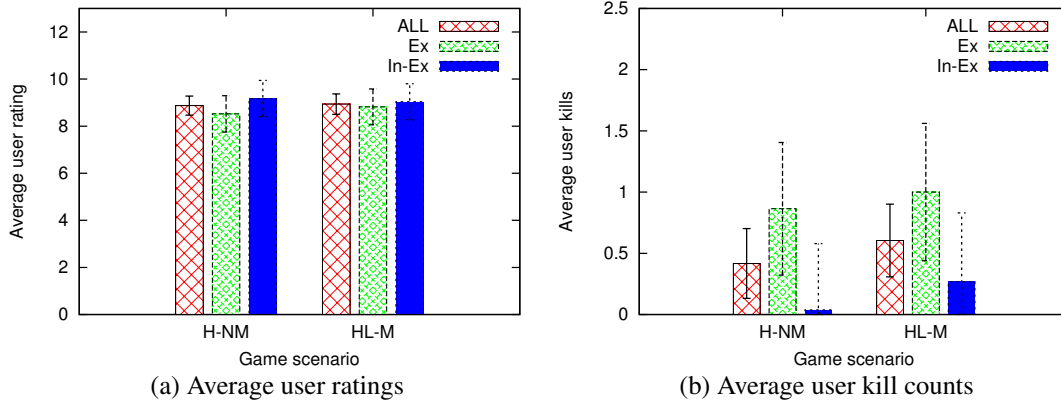 12
10
8
6
4
2
0
Average user rating
ALL
Ex
In-Ex
H-NM HL-M
Game scenario
(a) Average user ratings
2.5
2
1.5
1
0.5
0
Average user kills
ALL
Ex
In-Ex
H-NM HL-M
Game scenario
(b) Average user kill counts